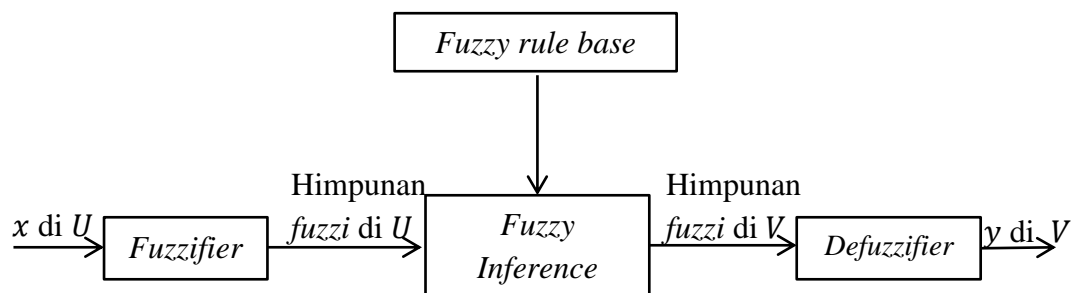 Fuzzy rule base
x di U
Fuzzifier
Himpunan
fuzzi di U
Fuzzy
Inference
Himpunan
fuzzi di V
Defuzzifier
y di V